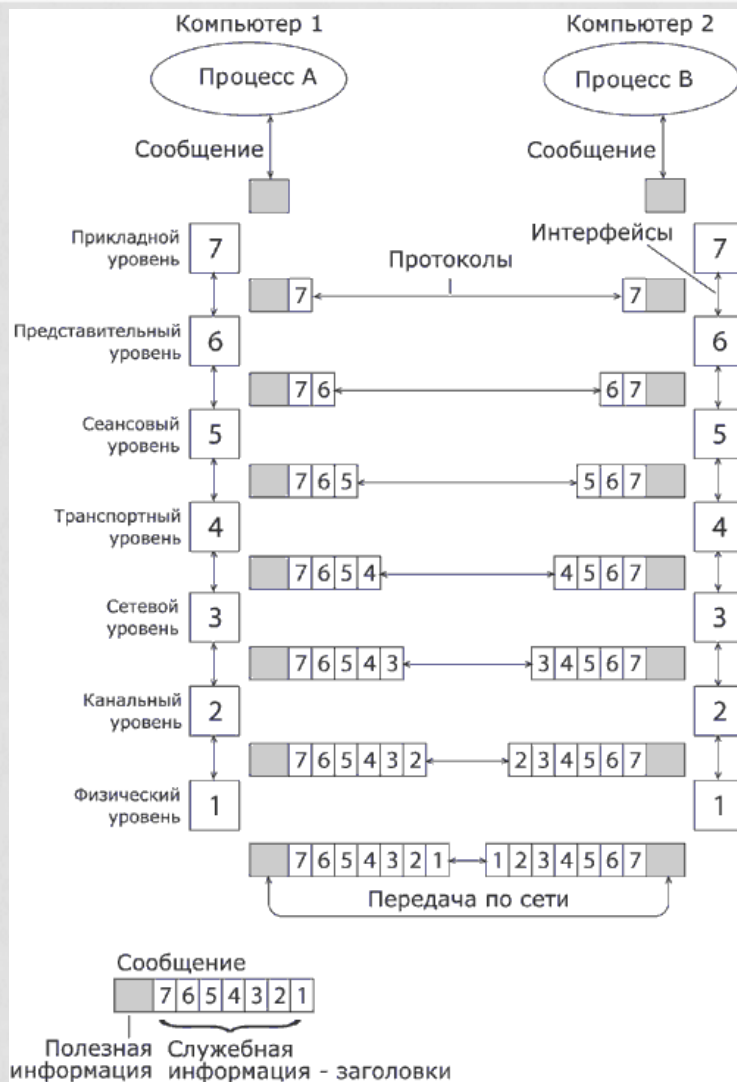 Компьютер 1
Компьютер 2
Процесс А
Процесс В
Сообщение
Сообщение
Прикладной
уровень
7
Интерфейсы
7
Протоколы
7
7
Представительный
уровень
6
6
7 6
6 7
Сеансовый
уровень
5
5
7 6 5
5 6 7
Транспортный
уровень
4
4
7 6 5 4
4 5 6 7
Сетевой
уровень
3
3
7 6 5 4 3
3 4 5 6 7
Канальный
уровень
2
2
7 6 5 4 3 2
2 3 4 5 6 7
Физический
уровень
1
1
7 6 5 4 3 2 1
1 2 3 4 5 6 7
Передача по сети
Сообщение
7 6 5 4 3 2 1
Полезная
информация
Служебная
информация - заголовки